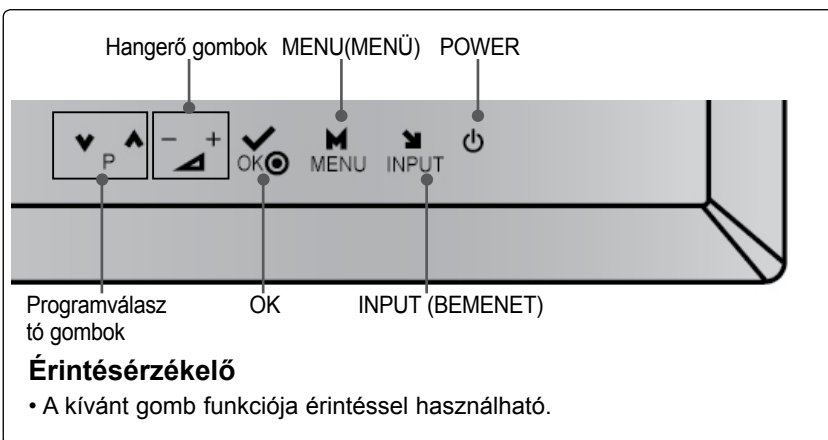 Hangerő gombok MENU(MENÜ) POWER
P - + OK MENU INPUT
Programválasz
tó gombok
OK
INPUT (BEMENET)
Érintésérzékelő
• A kívánt gomb funkciója érintéssel használható.